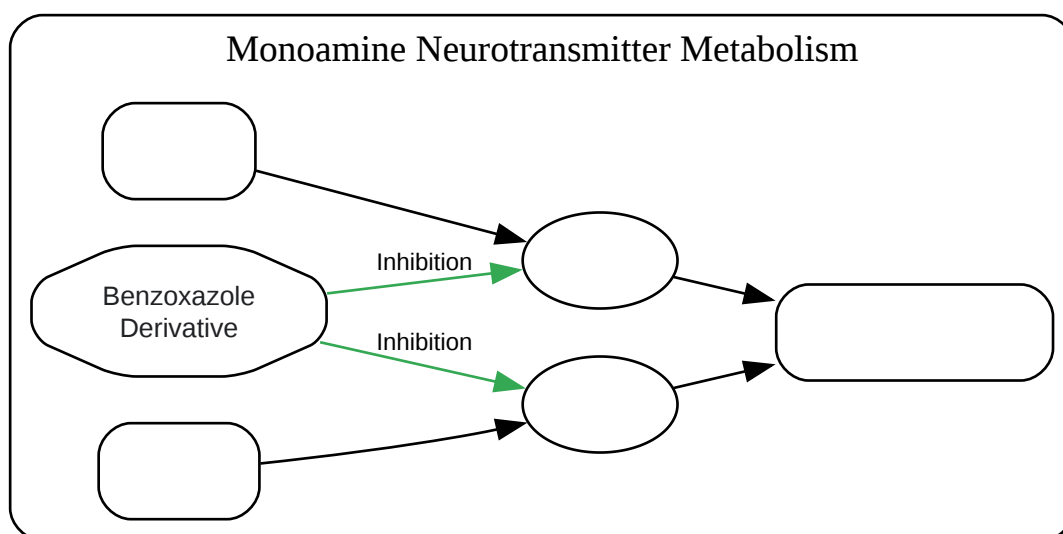 Monoamine Neurotransmitter Metabolism
Inhibition
Benzoxazole
Derivative
Inhibition